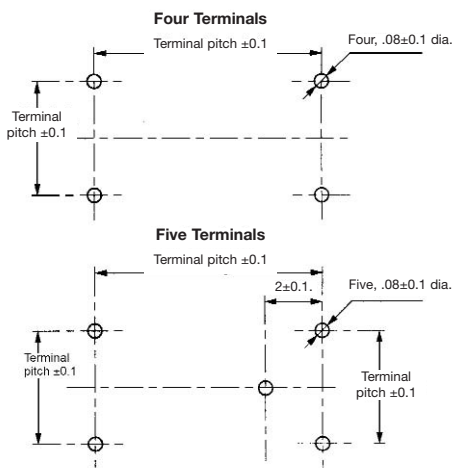 Four Terminals
Terminal pitch ±0.1
Four, .08±0.1 dia.
Terminal
pitch ±0.1
Five Terminals
Terminal pitch ±0.1
2±0.1.
Five, .08±0.1 dia.
Terminal
pitch ±0.1
Terminal
pitch ±0.1